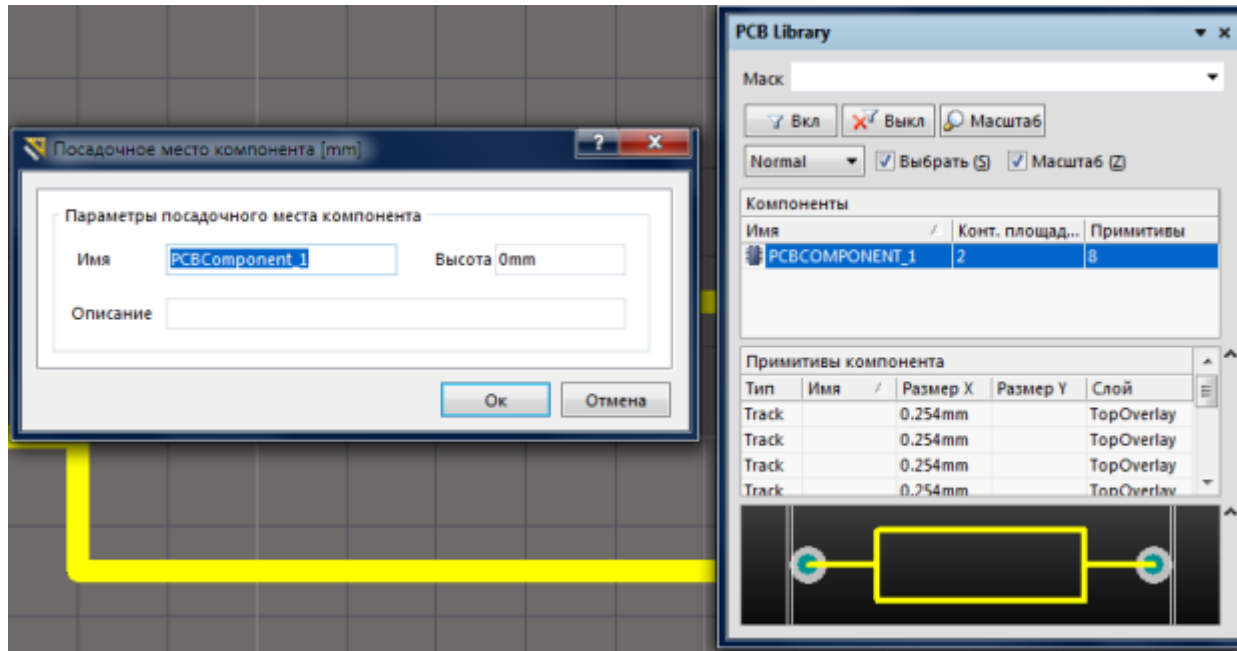 PCB Library
Маск
Вкл Выкл Масштаб
Normal Выбрать (S) Масштаб (Z)
Компоненты
Имя Конт. площад... Примитивы
PCBCOMPONENT_1 2 8
Примитивы компонента
Тип Имя Размер X Размер Y Слой
Track 0.254mm TopOverlay
Track 0.254mm TopOverlay
Track 0.254mm TopOverlay
Track 0.254mm TopOverlay
Посадочное место компонента [mm]
Параметры посадочного места компонента
Имя PCBComponent_1 Высота 0mm
Описание
Ок Отмена